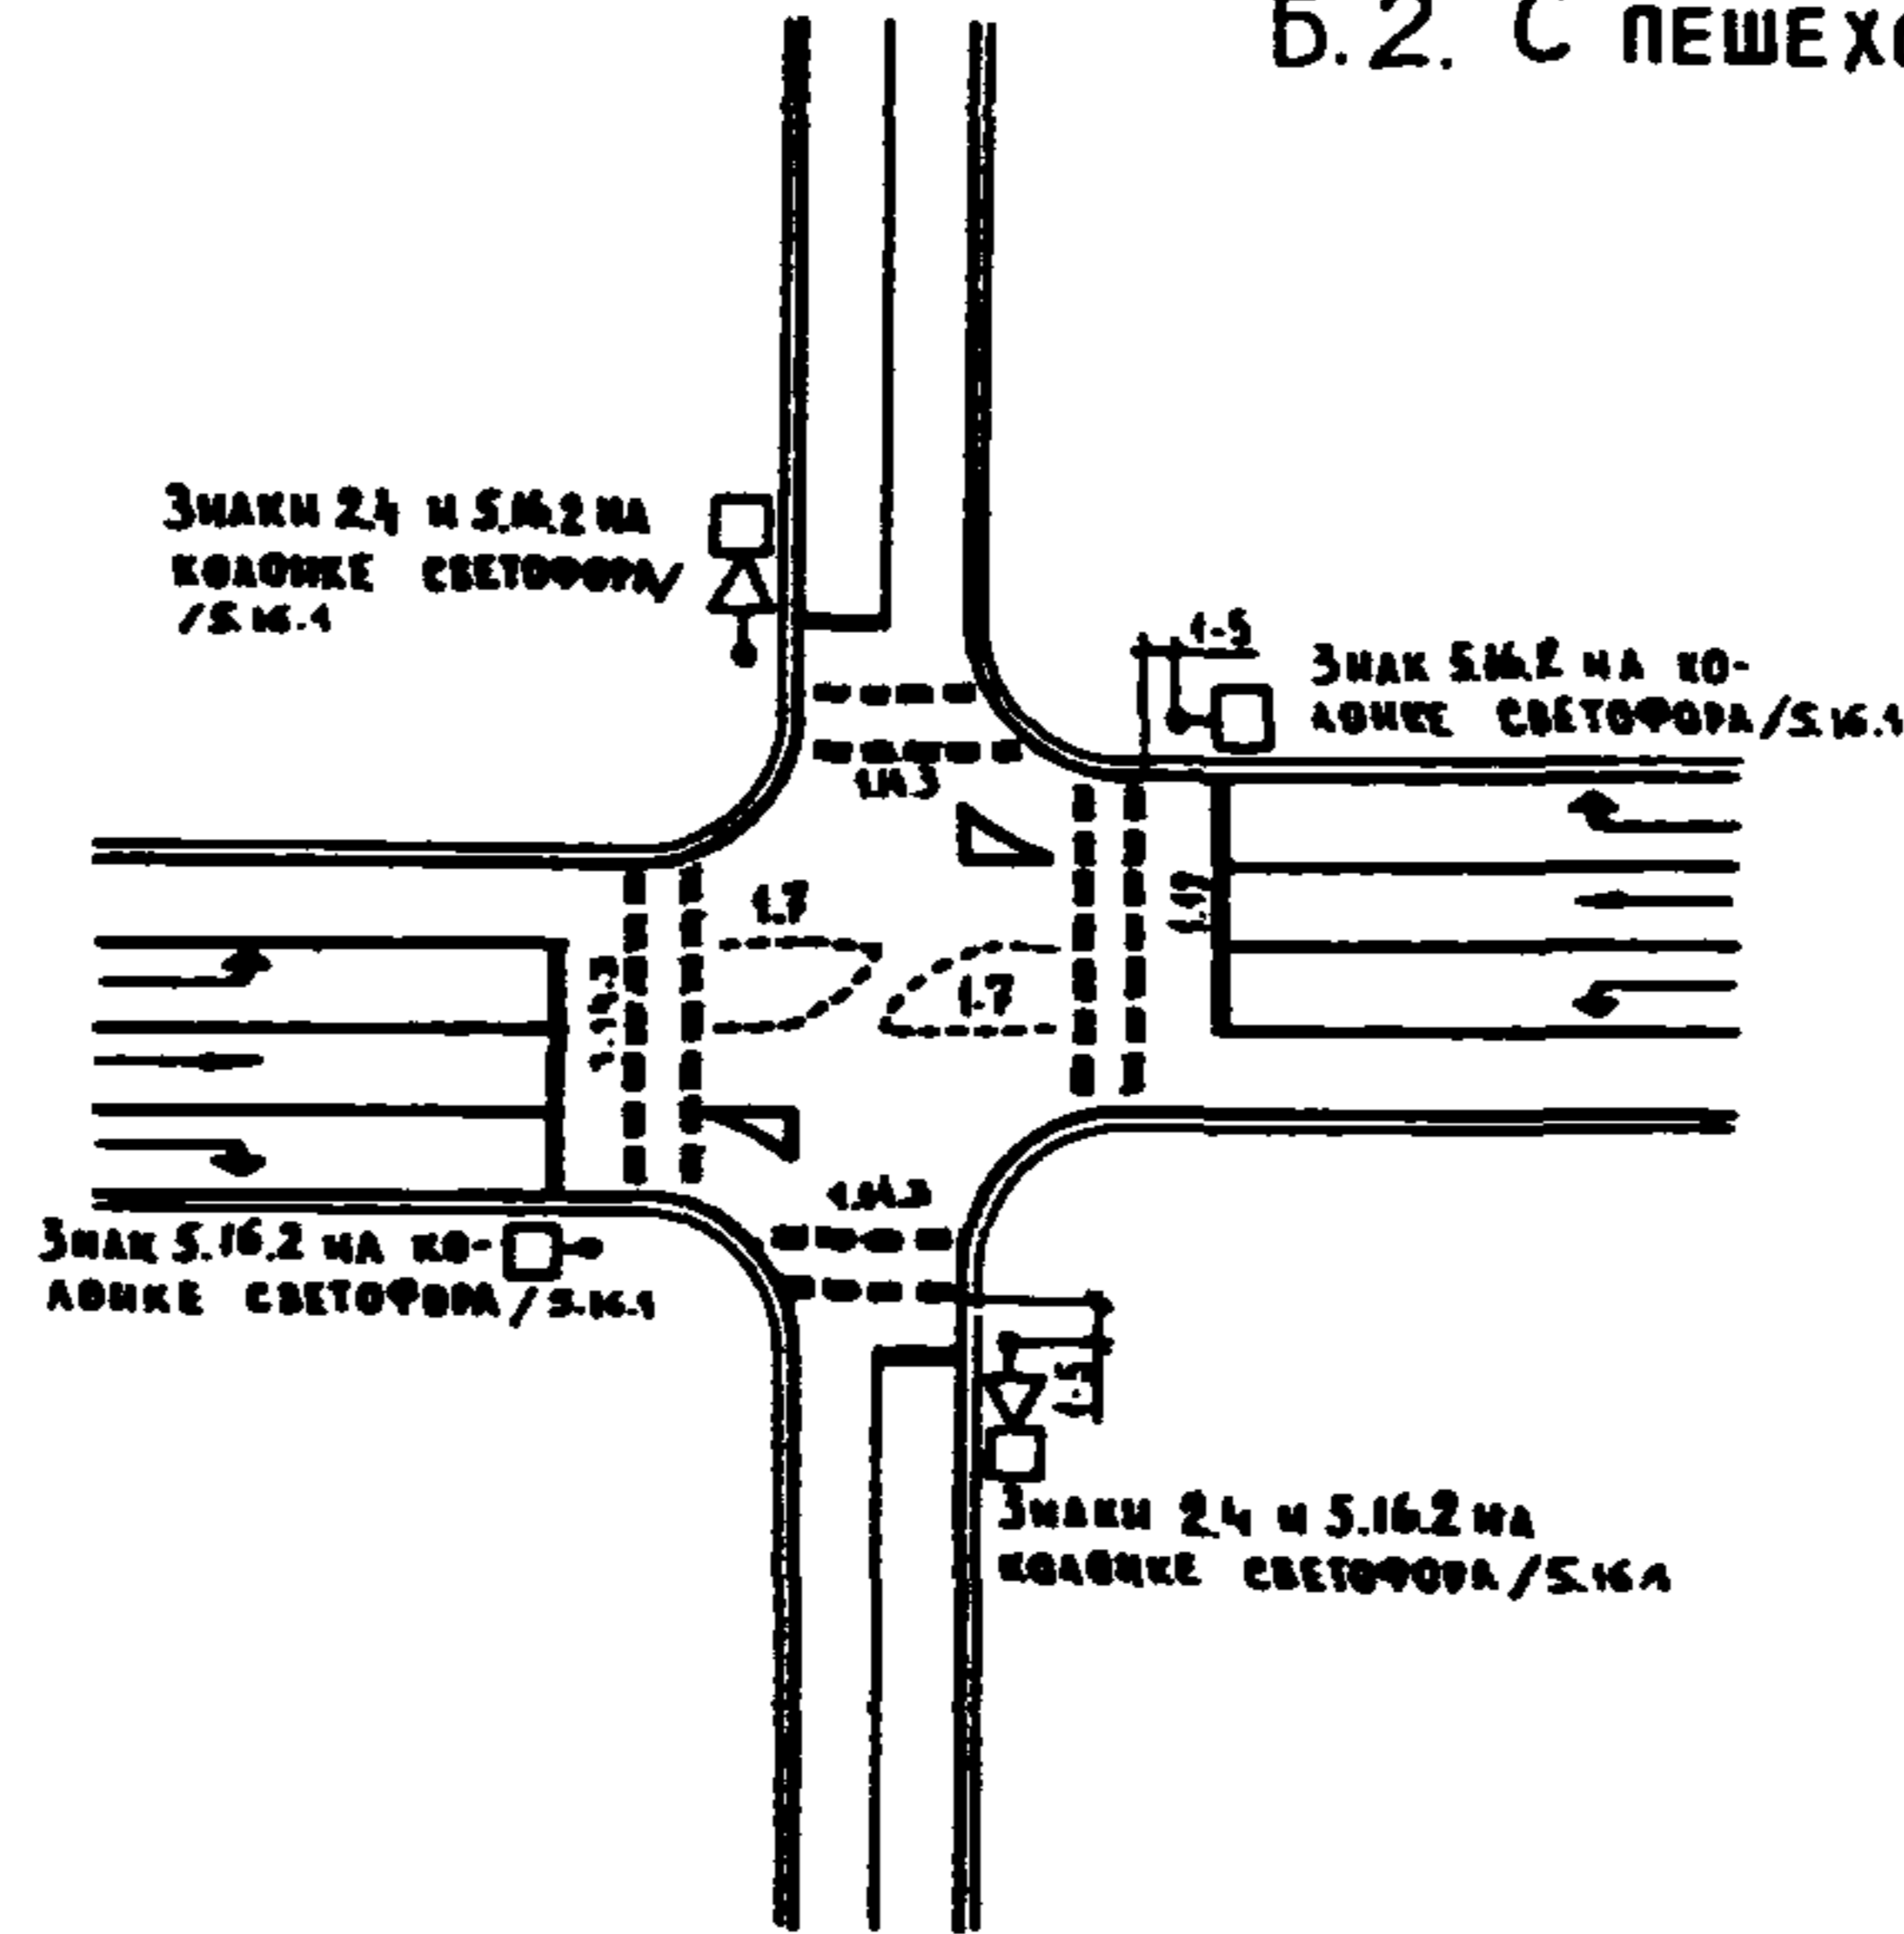 Б.2. С ПЕШЕХО
ЗНАКИ 2.4 И 5.16.2 НА
КОЛОНКЕ СВЕТОФОРА/
/5.16.1
1-5
ЗНАК 5.16.2 НА КО-
ЛОНКЕ СВЕТОФОРА/5.16.1
1.14.3
1.7
1.7
1.14.3
ЗНАК 5.16.2 НА КО-
ЛОНКЕ СВЕТОФОРА/5.16.1
ЗНАКИ 2.4 И 5.16.2 НА
КОЛОНКЕ СВЕТОФОРА/5.16.1